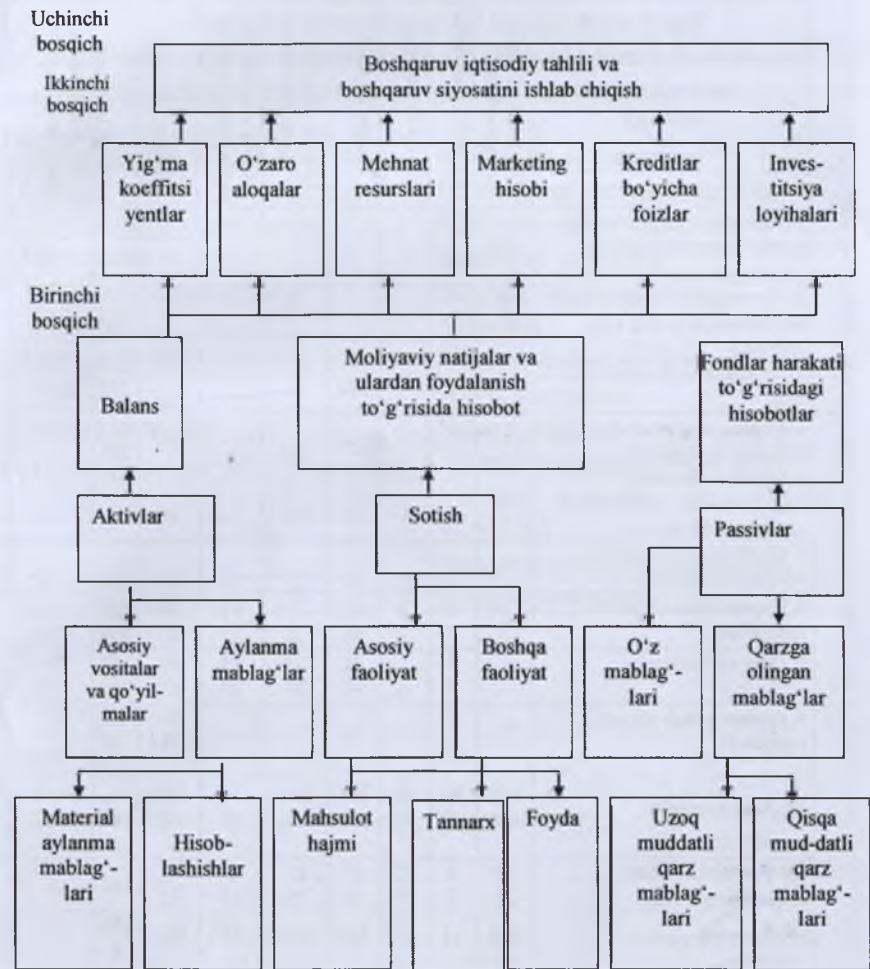 Uchinchi
bosqich
Ikkinchi
bosqich
Boshqaruv iqtisodiy tahlili va
boshqaruv siyosatini ishlab chiqish
Yig‘ma
koeffitsi
yentlar
O‘zaro
aloqalar
Mehnat
resurslari
Marketing
hisobi
Kreditlar
bo‘yicha
foizlar
Inves-
titsiya
loyihalari
Birinchi
bosqich
Balans
Moliyaviy natijalar va
ulardan foydalanish
to‘g‘risida hisobot
Fondlar harakati
to‘g‘risidagi
hisobotlar
Aktivlar
Sotish
Passivlar
Asosiy
vositalar
va qo‘yil-
malar
Aylanma
mablag‘lar
Asosiy
faoliyat
Boshqa
faoliyat
O‘z
mablag‘-
lari
Qarzga
olingan
mablag‘lar
Material
aylanma
mablag‘-
lari
Hisob-
lashishlar
Mahsulot
hajmi
Tannarx
Foyda
Uzoq
muddatli
qarz
mablag‘-
lari
Qisqa
mud-datli
qarz
mablag‘-
lari